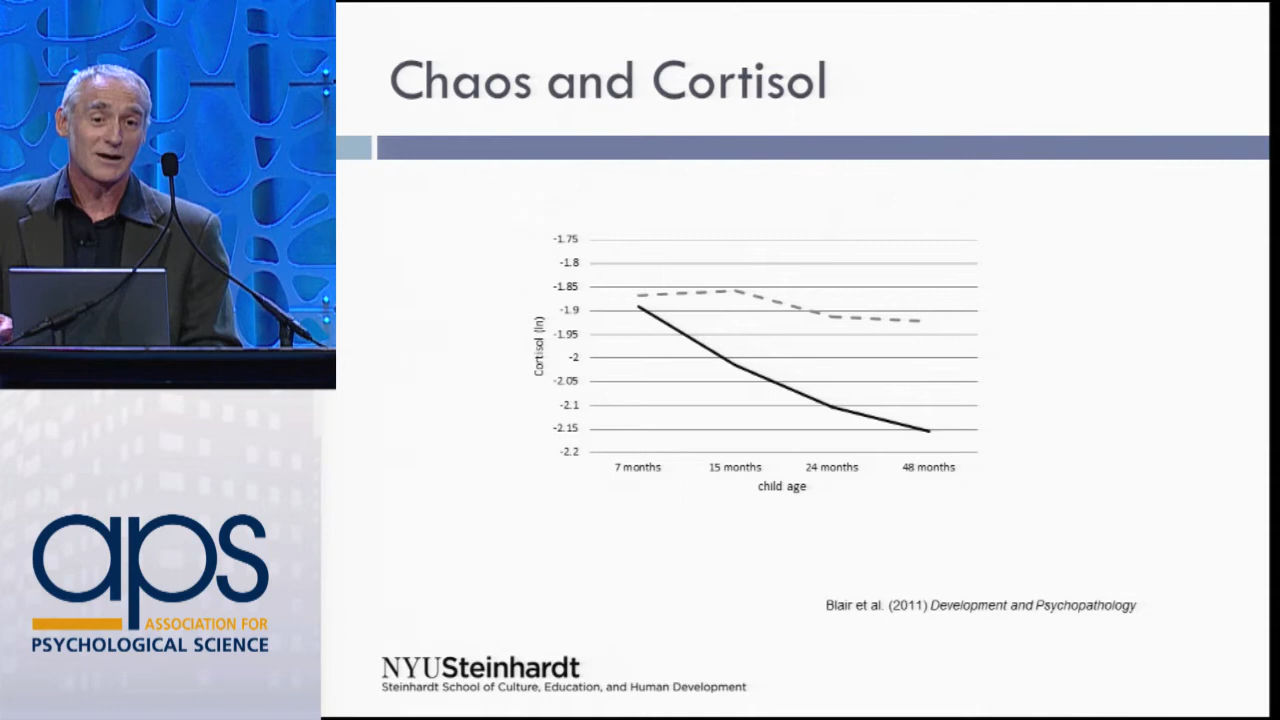 Chaos and Cortisol
-1.75
-1.8
-1.85
-1.9
-1.95
-2
-2.05
-2.1
-2.15
-2.2
Cortisol (ln)
7 months 15 months 24 months 48 months
child age
Blair et al. (2011) Development and Psychopathology
NYUSteinhardt
Steinhardt School of Culture, Education, and Human Development
aps
ASSOCIATION FOR
PSYCHOLOGICAL SCIENCE